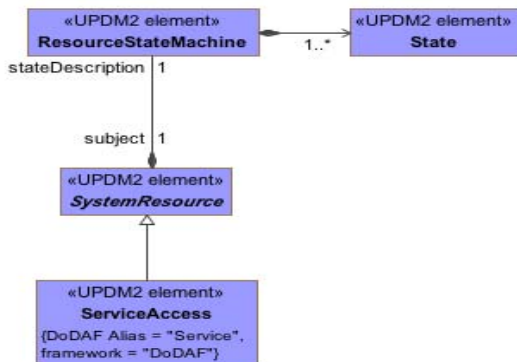 «UPDM2 element»
ResourceStateMachine
«UPDM2 element»
State
1..*
stateDescription 1
subject 1
«UPDM2 element»
SystemResource
«UPDM2 element»
ServiceAccess
{DoDAF Alias = "Service",
framework = "DoDAF"}